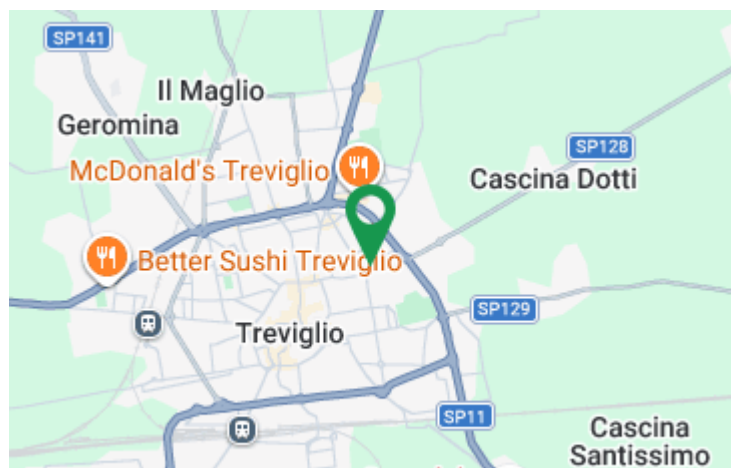 SP141
Il Maglio
Geromina
McDonald's Treviglio
SP128
Cascina Dotti
Better Sushi Treviglio
SP129
Treviglio
SP11
Cascina
Santissimo